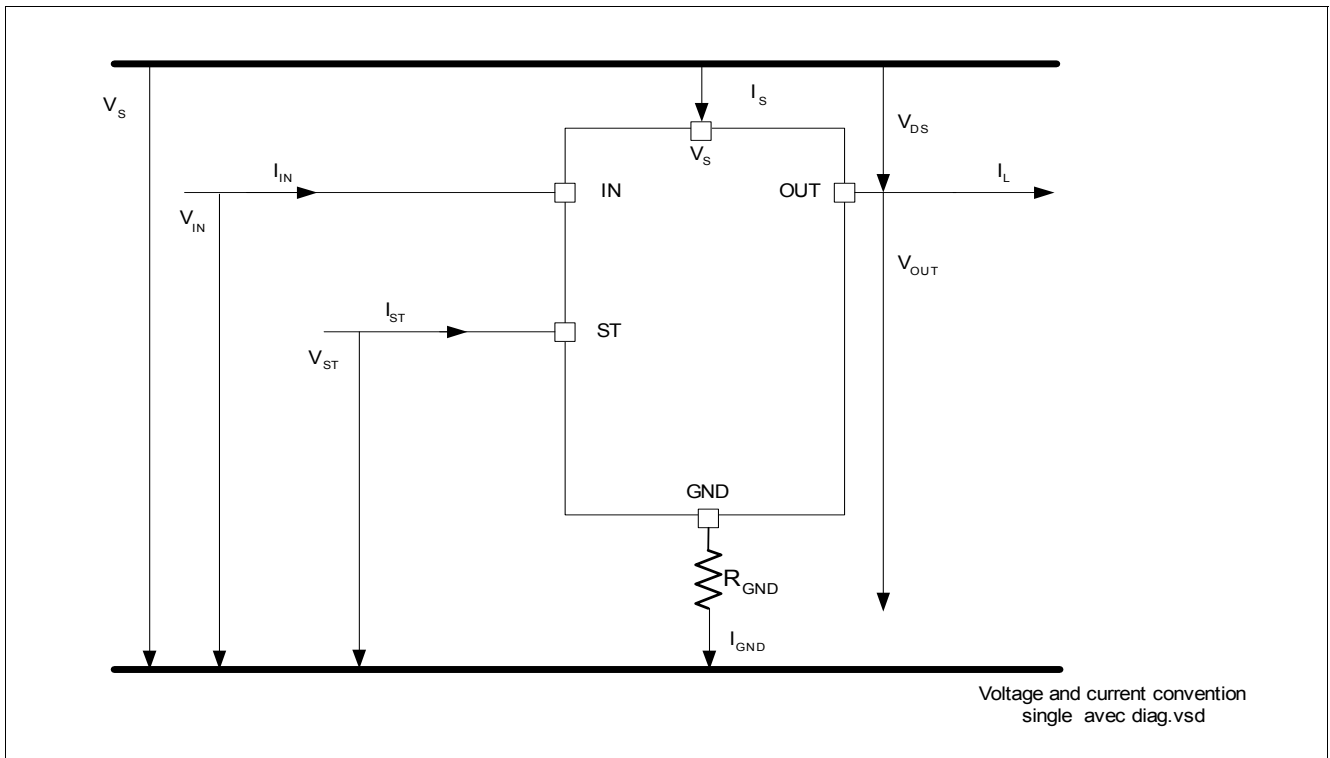 V_S
I_S
V_DS
V_S
I_IN
IN
OUT
I_L
V_IN
V_OUT
I_ST
ST
V_ST
GND
R_GND
I_GND
Voltage and current convention
single avec diag.vsd